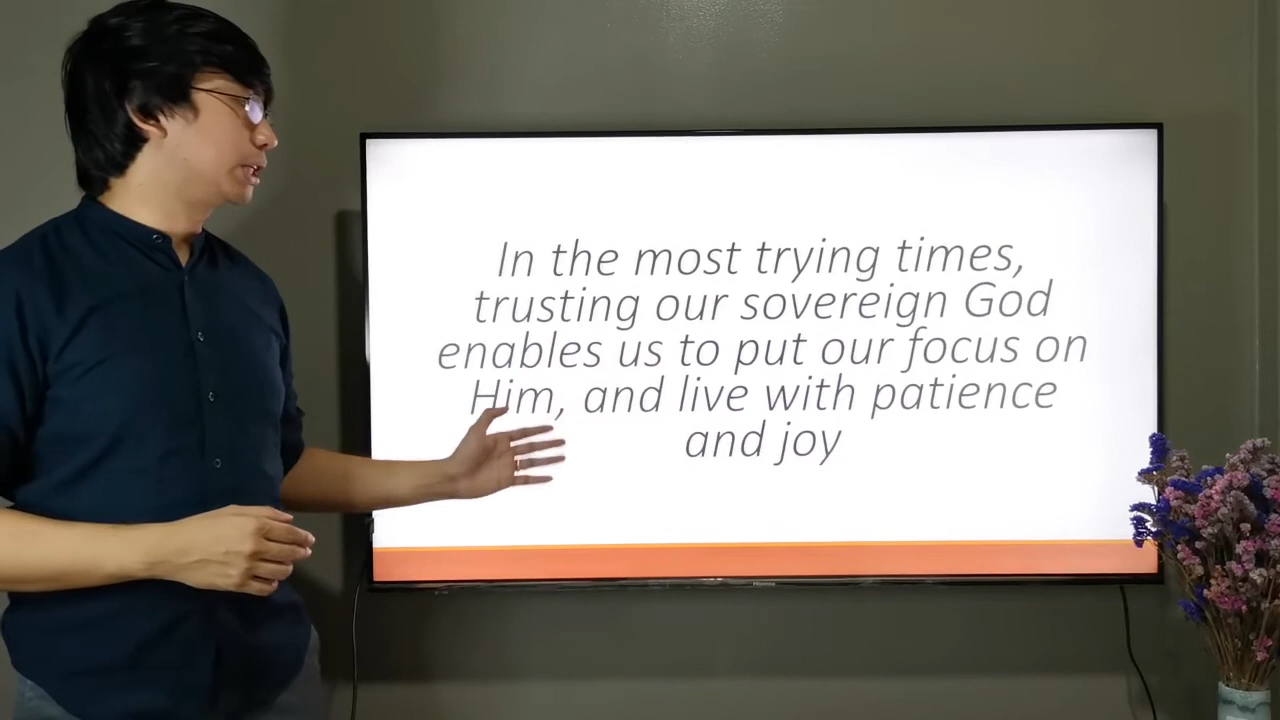 In the most trying times,
trusting our sovereign God
enables us to put our focus on
Him, and live with patience
and joy
Hisense